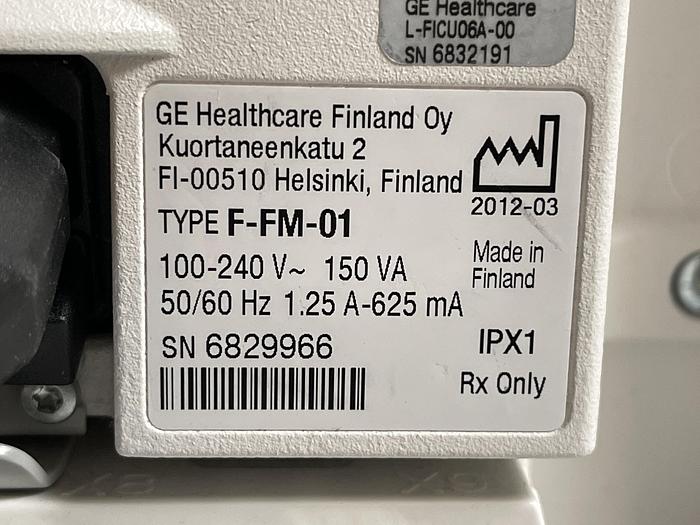 GE Healthcare
L-FICU06A-00
SN 6832191
GE Healthcare Finland Oy
Kuortaneenkatu 2
FI-00510 Helsinki, Finland
2012-03
TYPE F-FM-01
100-240 V~ 150 VA
Made in
Finland
50/60 Hz 1.25 A-625 mA
SN 6829966
IPX1
Rx Only